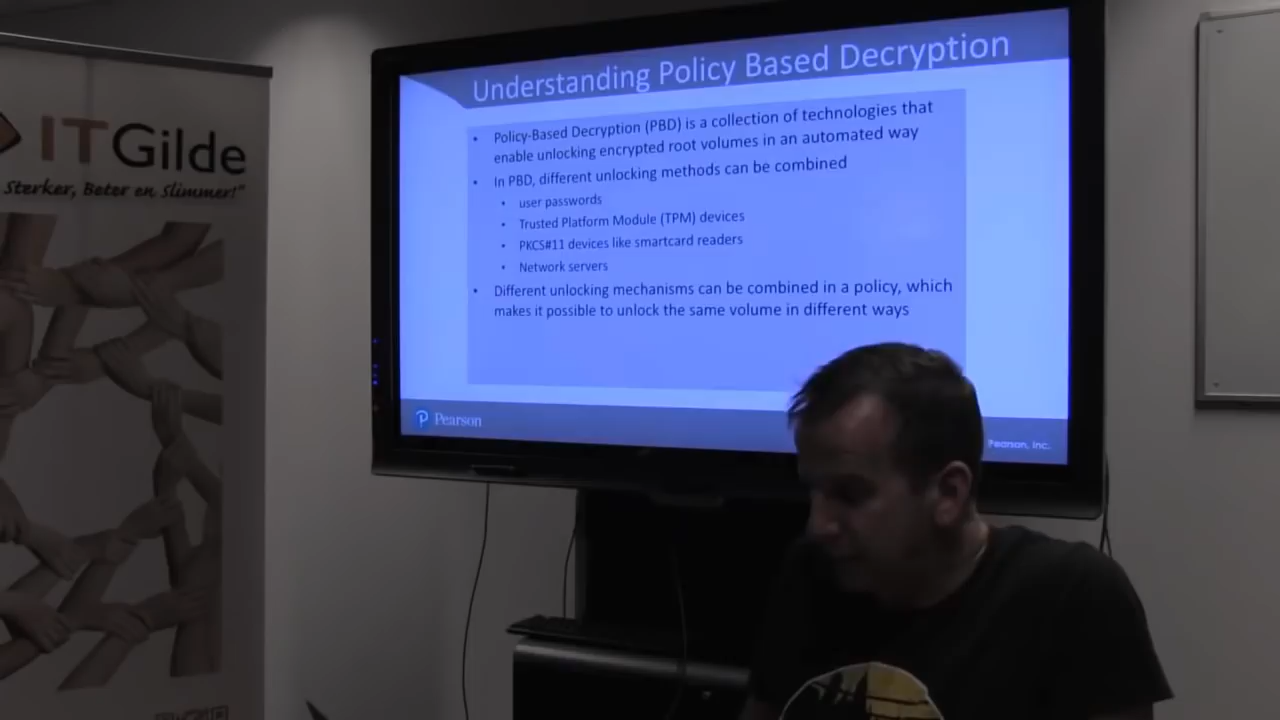 Understanding Policy Based Decryption
• Policy-Based Decryption (PBD) is a collection of technologies that
enable unlocking encrypted root volumes in an automated way
• In PBD, different unlocking methods can be combined
• user passwords
• Trusted Platform Module (TPM) devices
• PKCS#11 devices like smartcard readers
• Network servers
• Different unlocking mechanisms can be combined in a policy, which
makes it possible to unlock the same volume in different ways
Pearson
Pearson, Inc.
ITGilde
Sterker, Beter en Slimmer!"